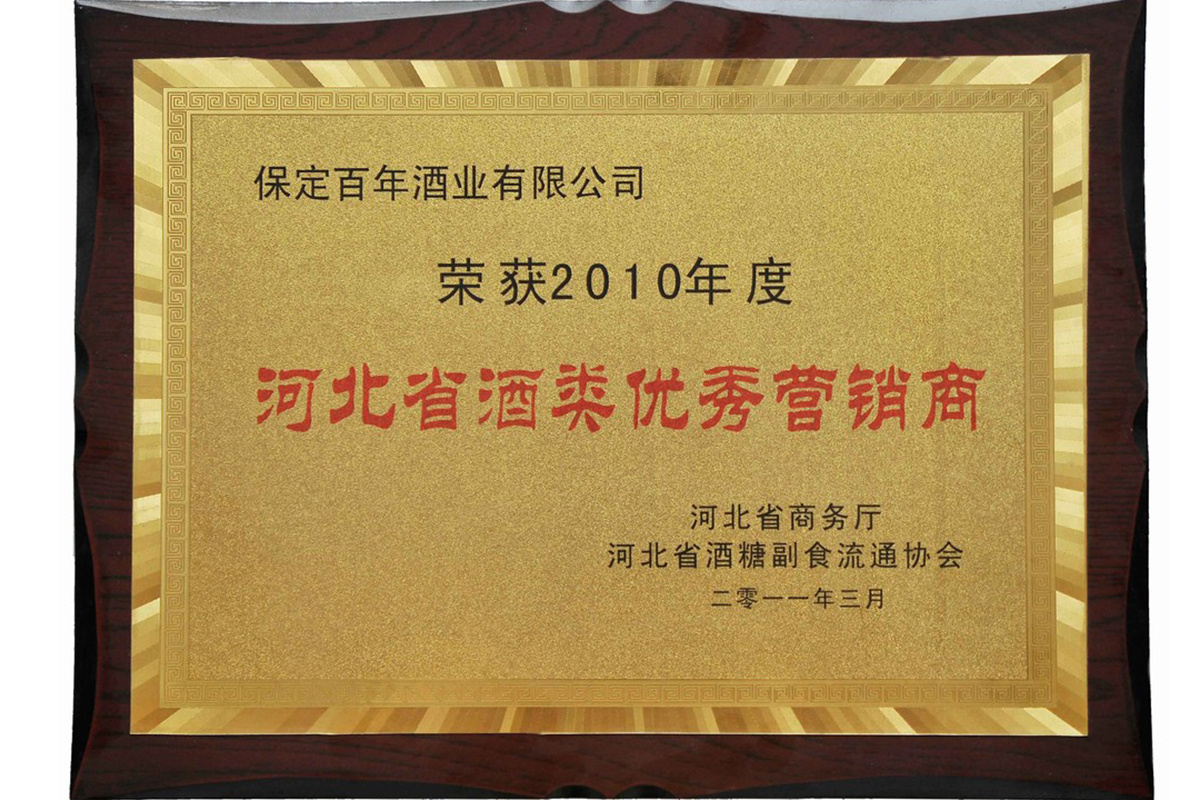 保定百年酒业有限公司
荣获2010年度
河北省酒类优秀营销商
河北省商务厅
河北省酒糖副食流通协会
二零一一年三月